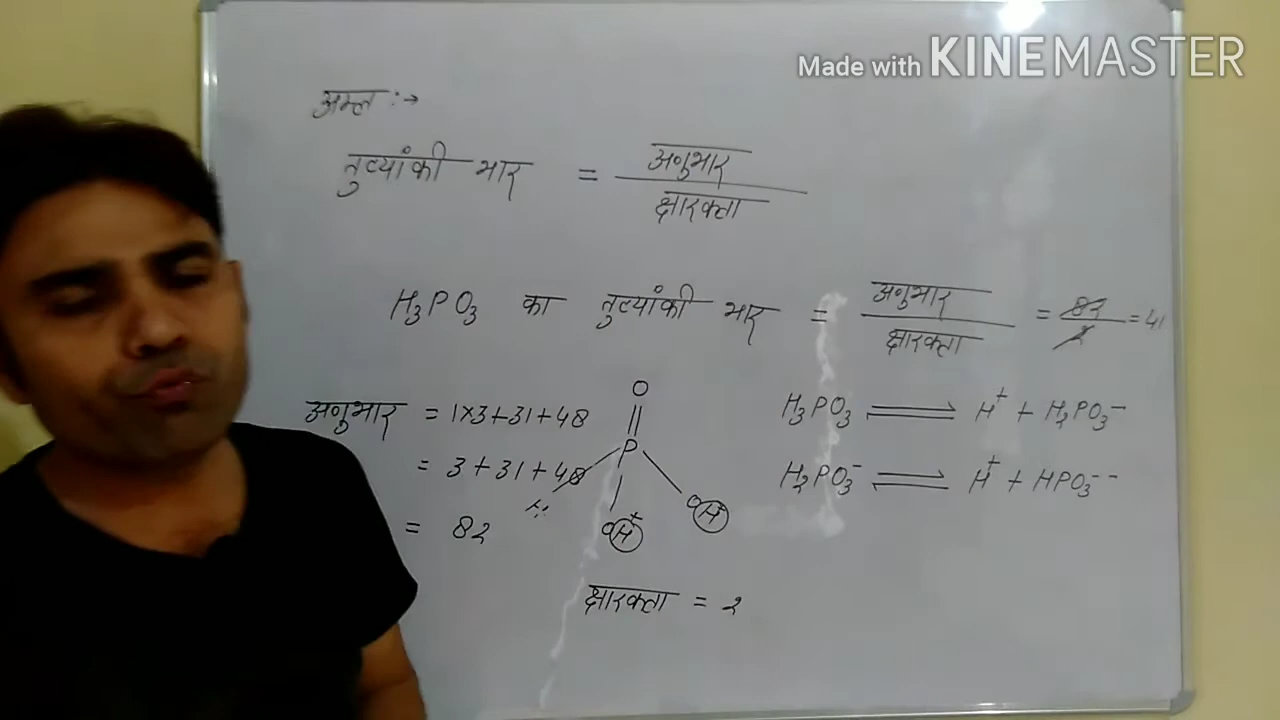 Made with KINEMASTER
अम्ल :→
तुल्यांकी भार = अणुभार / क्षारकता
H₃PO₃ का तुल्यांकी भार = अणुभार / क्षारकता = 82 / 2 = 41
अणुभार = 1×3+31+48
= 3+31+48
= 82
O
P
OH⁺
OH⁺
क्षारकता = 2
H₃PO₃ ⇌ H⁺ + H₂PO₃⁻
H₂PO₃⁻ ⇌ H⁺ + HPO₃⁻⁻